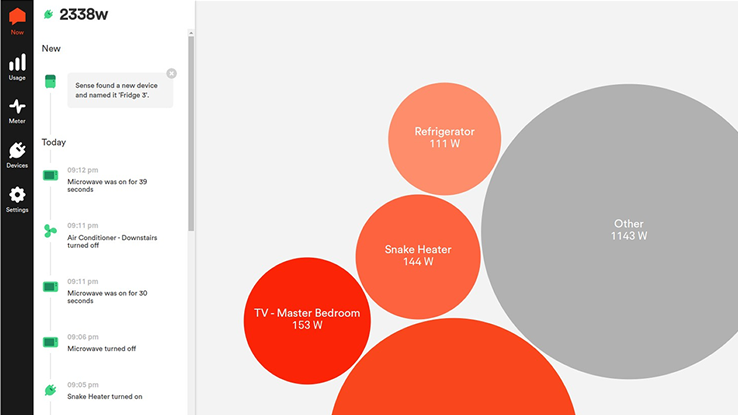 Now
Usage
Meter
Devices
Settings
2338w
New
Sense found a new device
and named it 'Fridge 3'.
Today
09:12 pm
Microwave was on for 39
seconds
09:11 pm
Air Conditioner - Downstairs
turned off
09:11 pm
Microwave was on for 30
seconds
09:06 pm
Microwave turned off
09:05 pm
Snake Heater turned on
Refrigerator
111 W
Other
1143 W
Snake Heater
144 W
TV - Master Bedroom
153 W